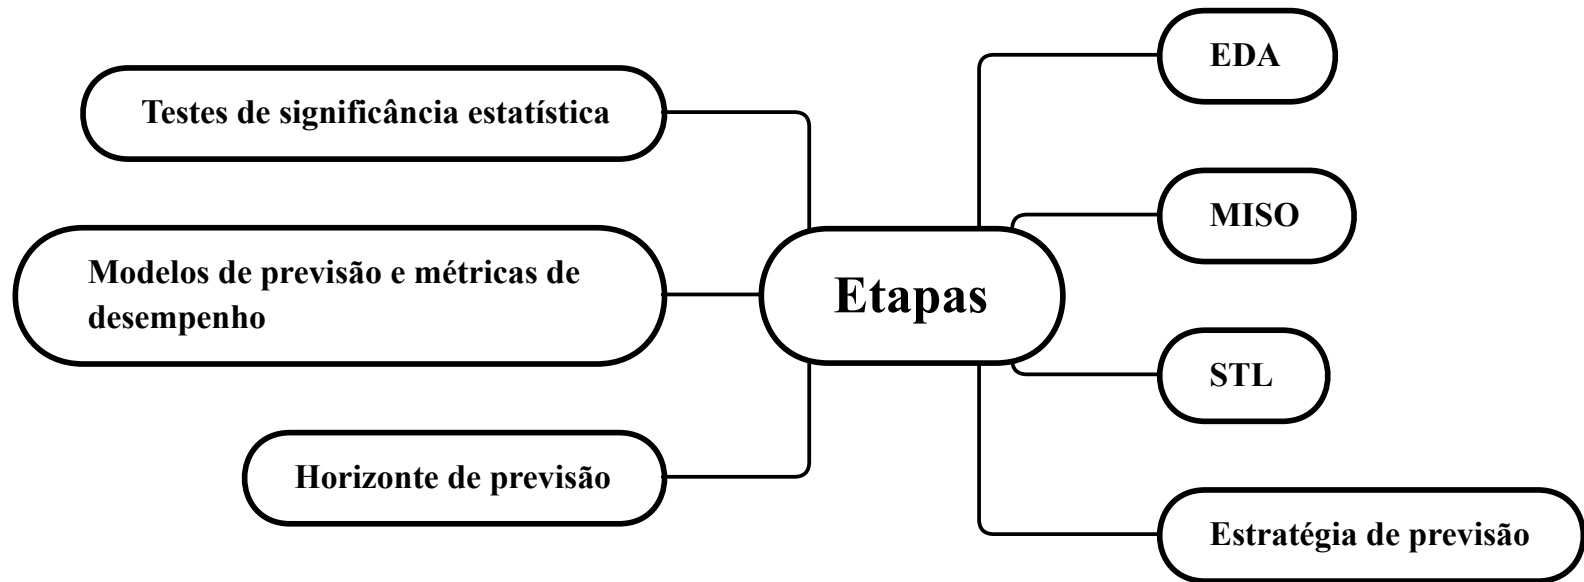 Etapas
EDA
MISO
STL
Estratégia de previsão
Testes de significância estatística
Modelos de previsão e métricas de
desempenho
Horizonte de previsão